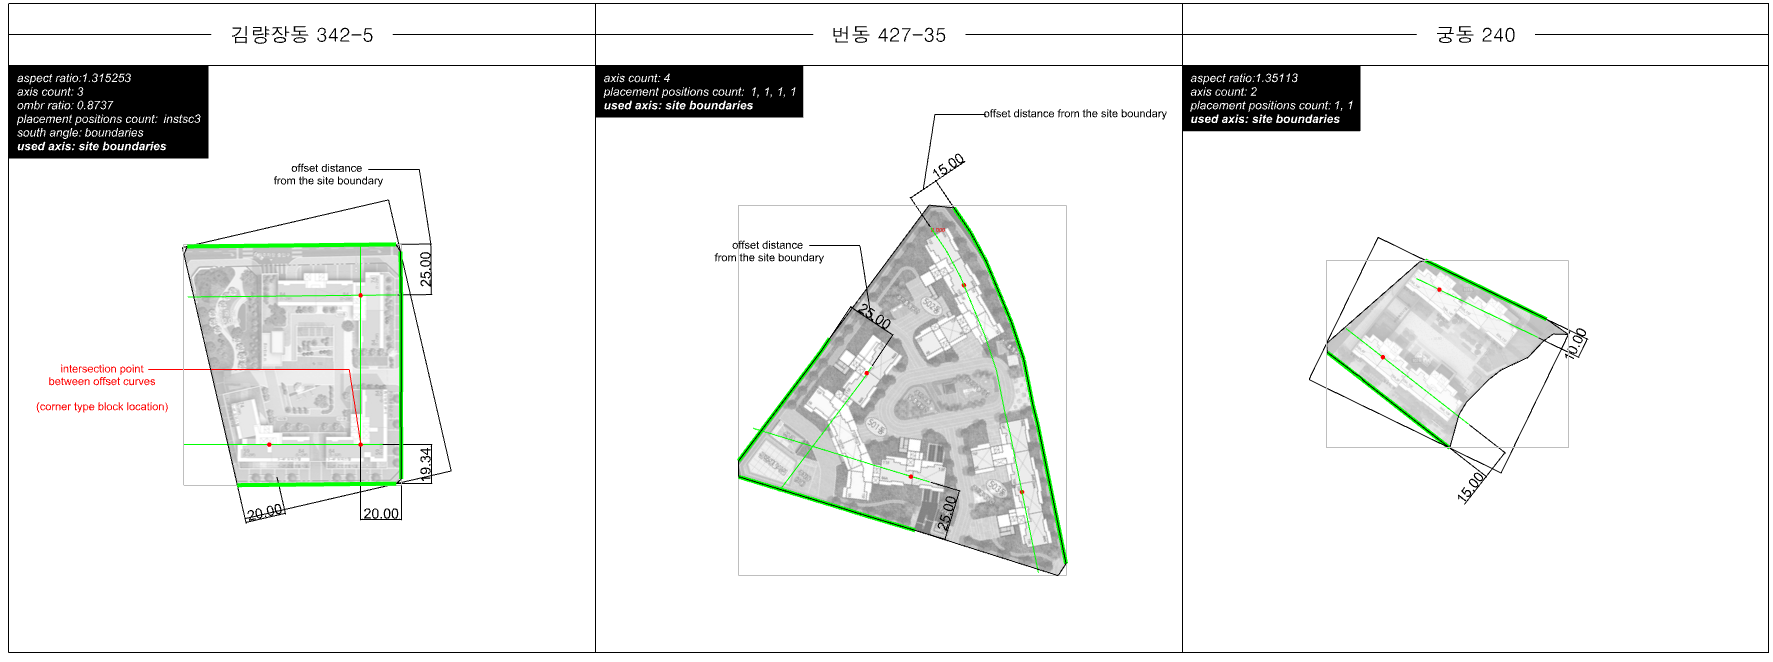 김량장동 342-5
aspect ratio:1.315253
axis count: 3
ombr ratio: 0.8737
placement positions count: instsc3
south angle: boundaries
used axis: site boundaries
offset distance
from the site boundary
25.00
intersection point
between offset curves
(corner type block location)
19.34
20.00
20.00
번동 427-35
axis count: 4
placement positions count: 1, 1, 1, 1
used axis: site boundaries
offset distance from the site boundary
15.00
offset distance
from the site boundary
25.00
25.00
궁동 240
aspect ratio:1.35113
axis count: 2
placement positions count: 1, 1
used axis: site boundaries
10.00
15.00